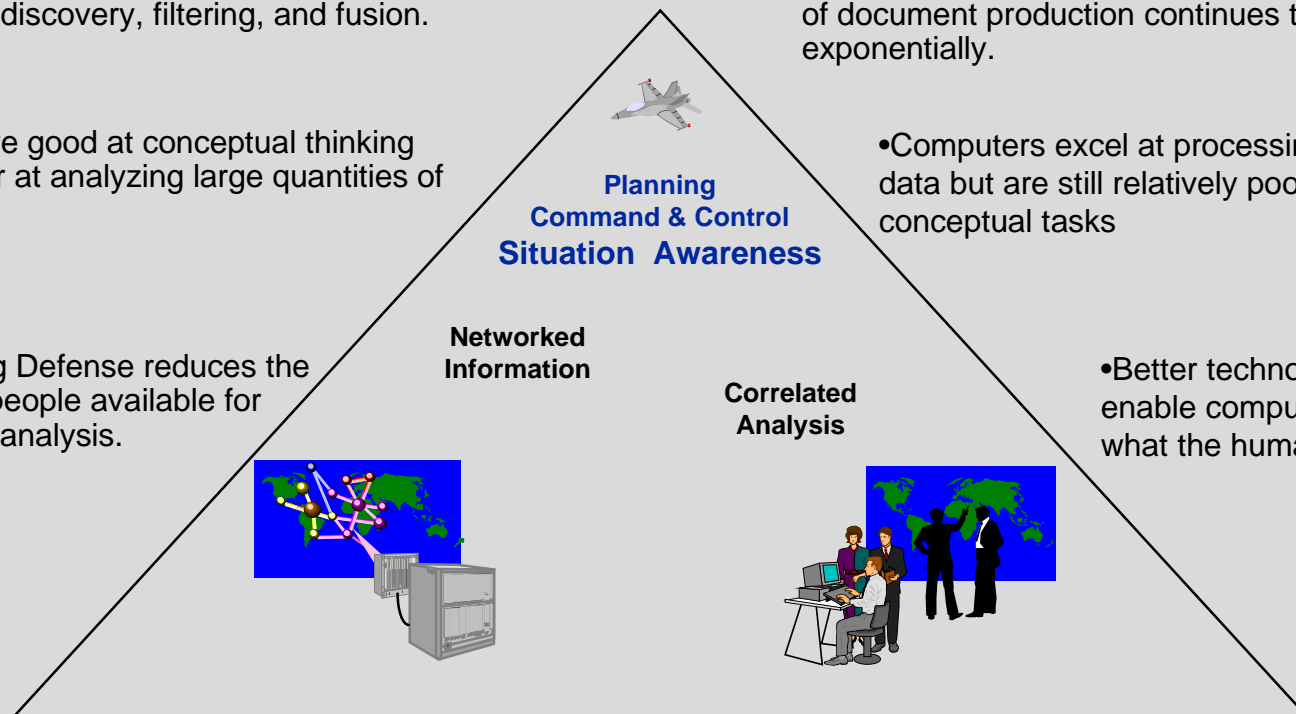 discovery, filtering, and fusion.
of document production continues t
exponentially.
e good at conceptual thinking
r at analyzing large quantities of
•Computers excel at processi
data but are still relatively poo
conceptual tasks
Planning
Command & Control
Situation Awareness
Networked
Information
g Defense reduces the
people available for
analysis.
Correlated
Analysis
•Better techno
enable compu
what the huma